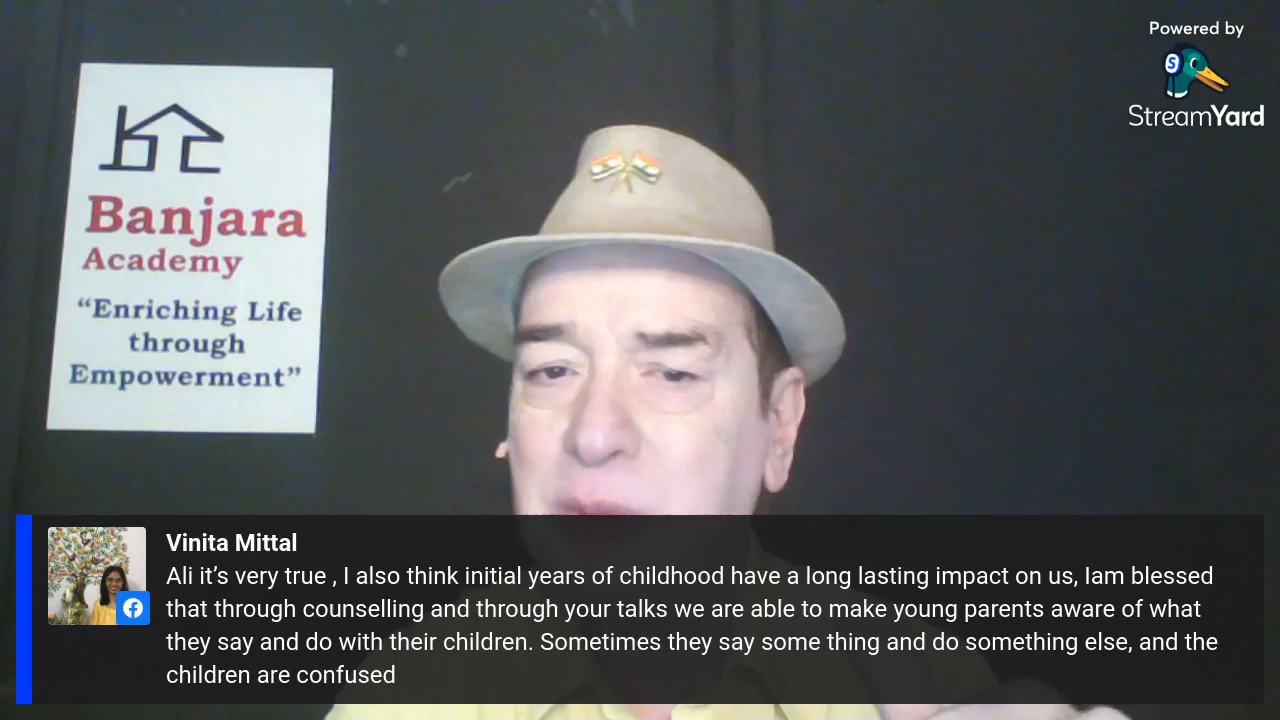 Powered by
StreamYard
Banjara
Academy
“Enriching Life
through
Empowerment”
Vinita Mittal
Ali it’s very true , I also think initial years of childhood have a long lasting impact on us, Iam blessed
that through counselling and through your talks we are able to make young parents aware of what
they say and do with their children. Sometimes they say some thing and do something else, and the
children are confused